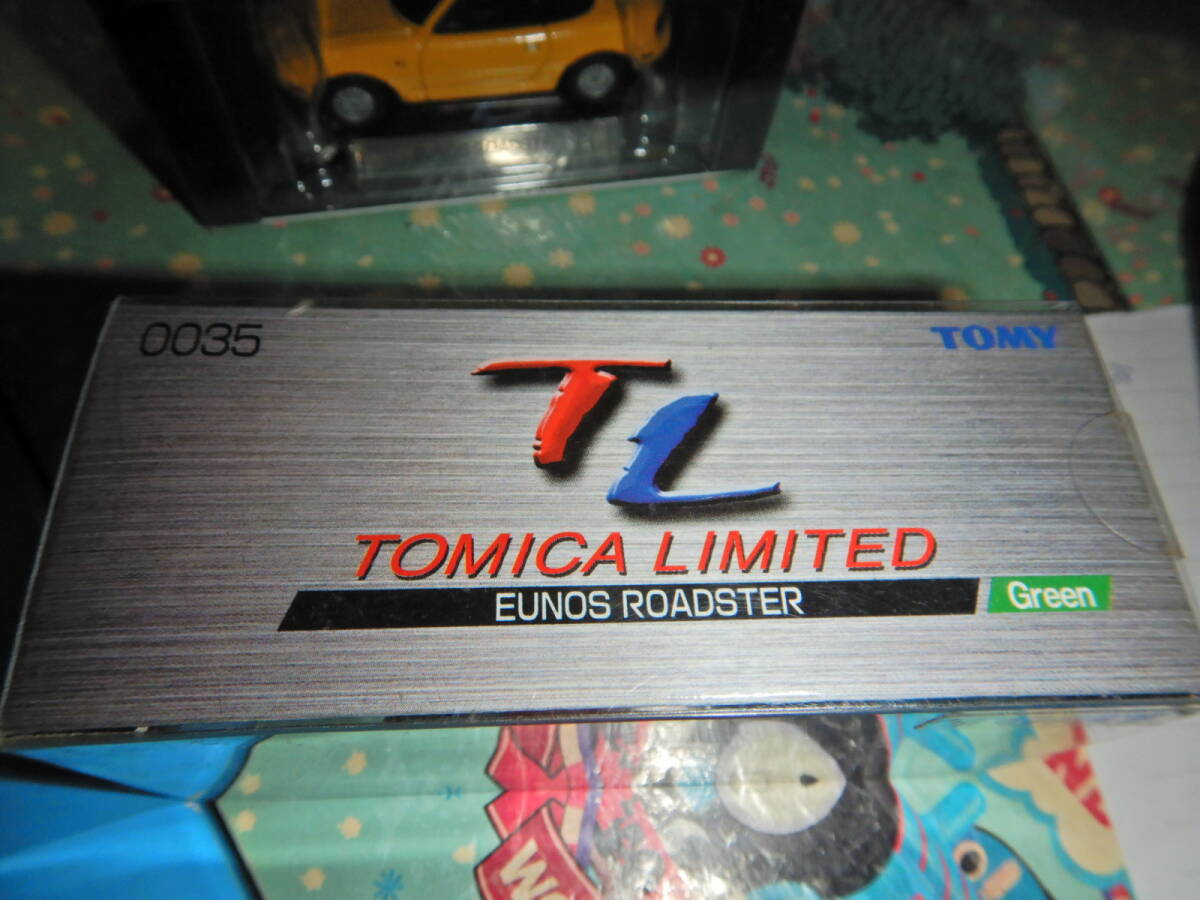 0035
TOMY
TL
TOMICA LIMITED
EUNOS ROADSTER
Green